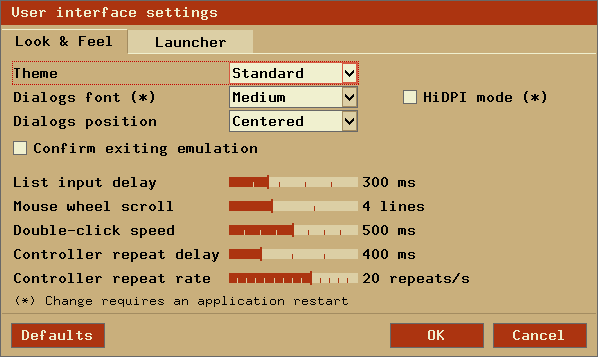 User interface settings
Look & Feel Launcher
Theme Standard
Dialogs font (*) Medium HiDPI mode (*)
Dialogs position Centered
Confirm exiting emulation
List input delay 300 ms
Mouse wheel scroll 4 lines
Double-click speed 500 ms
Controller repeat delay 400 ms
Controller repeat rate 20 repeats/s
(*) Change requires an application restart
Defaults OK Cancel